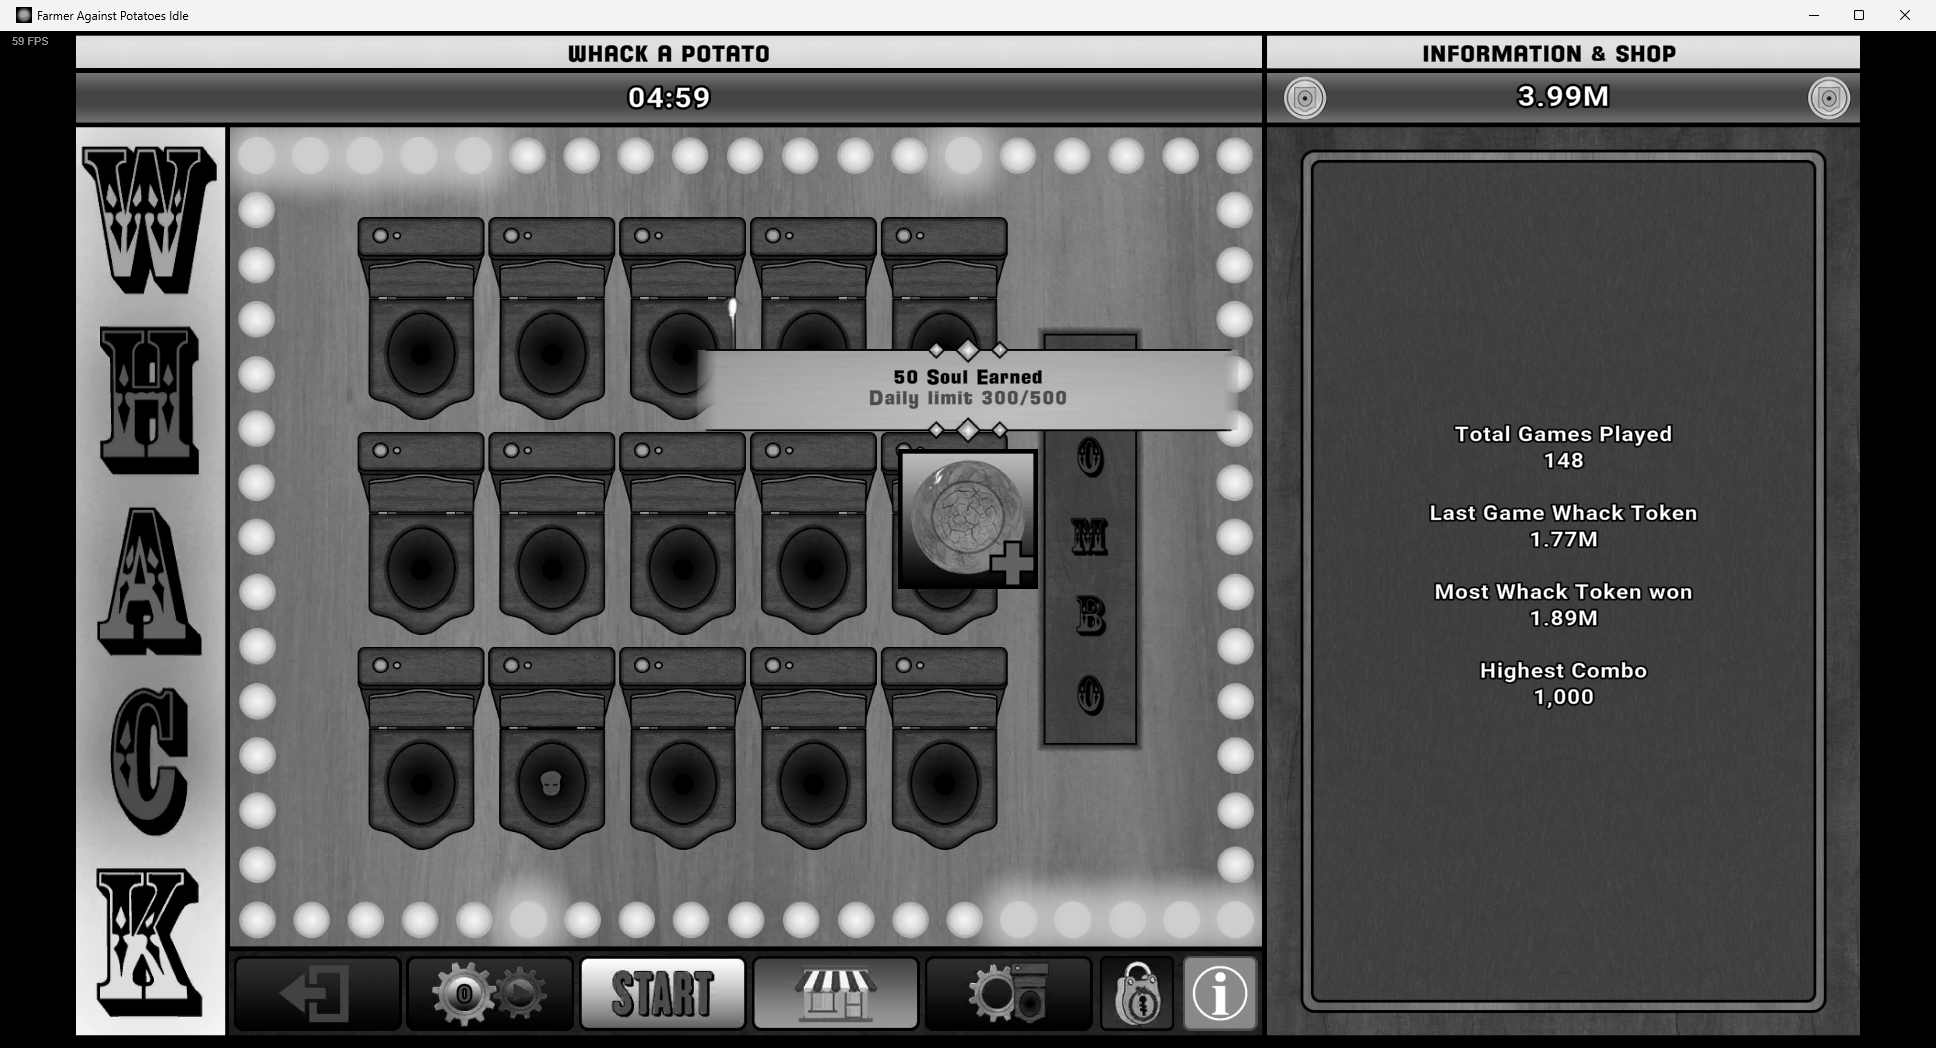 Farmer Against Potatoes Idle
59 FPS
WHACK A POTATO
INFORMATION & SHOP
04:59
3.99M
WHACK
50 Soul Earned
Daily limit 300/500
OMBO
Total Games Played
148
Last Game Whack Token
1.77M
Most Whack Token won
1.89M
Highest Combo
1,000
0
START
i